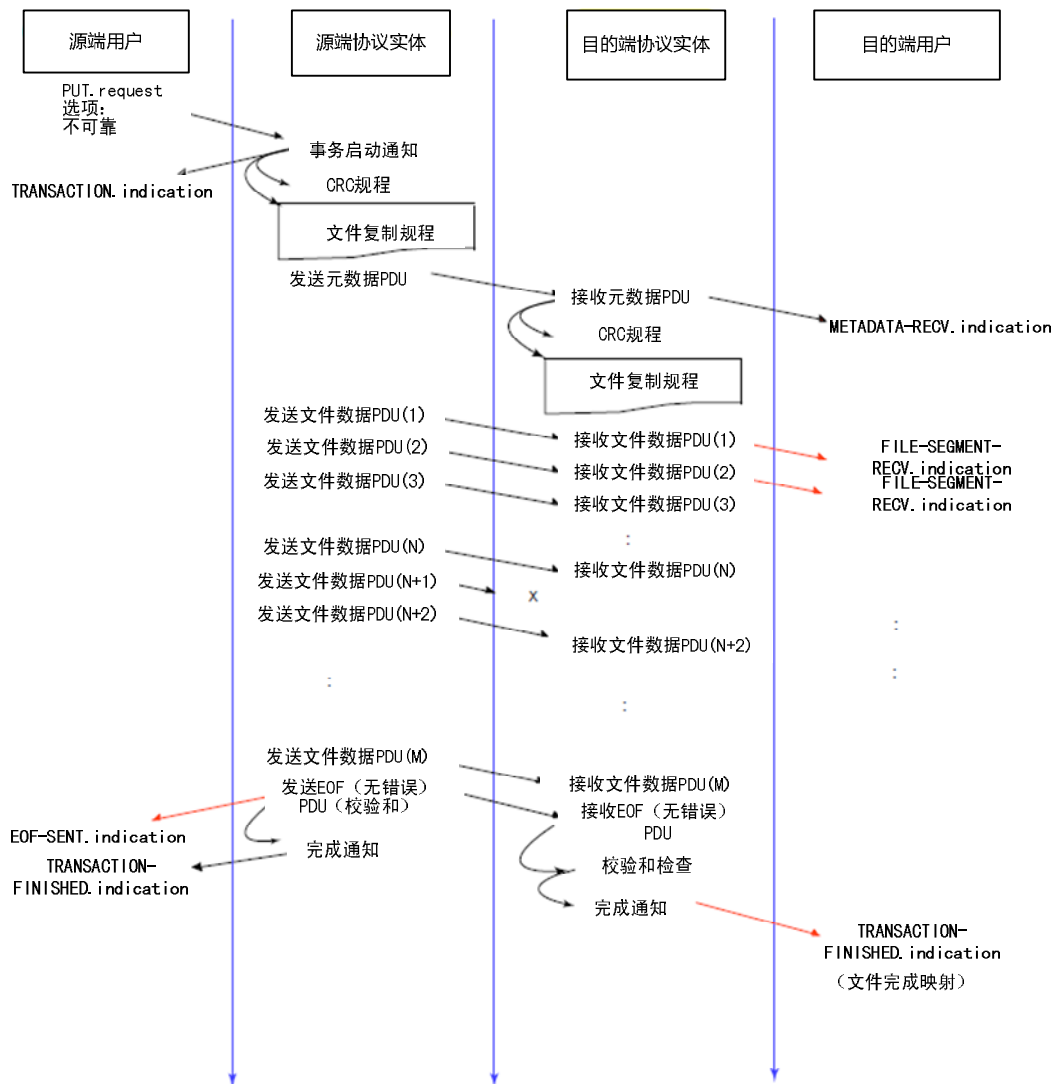 源端用户
源端协议实体
目的端协议实体
目的端用户
PUT.request
选项:
不可靠
事务启动通知
TRANSACTION.indication
CRC规程
文件复制规程
发送元数据PDU
接收元数据PDU
METADATA-RECV.indication
CRC规程
文件复制规程
发送文件数据PDU(1)
接收文件数据PDU(1)
FILE-SEGMENT-
RECV.indication
发送文件数据PDU(2)
接收文件数据PDU(2)
FILE-SEGMENT-
RECV.indication
发送文件数据PDU(3)
接收文件数据PDU(3)
:
发送文件数据PDU(N)
接收文件数据PDU(N)
发送文件数据PDU(N+1)
X
发送文件数据PDU(N+2)
:
接收文件数据PDU(N+2)
:
:
:
发送文件数据PDU(M)
接收文件数据PDU(M)
发送EOF（无错误）
PDU（校验和）
接收EOF（无错误）
PDU
EOF-SENT.indication
完成通知
TRANSACTION-
FINISHED.indication
校验和检查
完成通知
TRANSACTION-
FINISHED.indication
（文件完成映射）